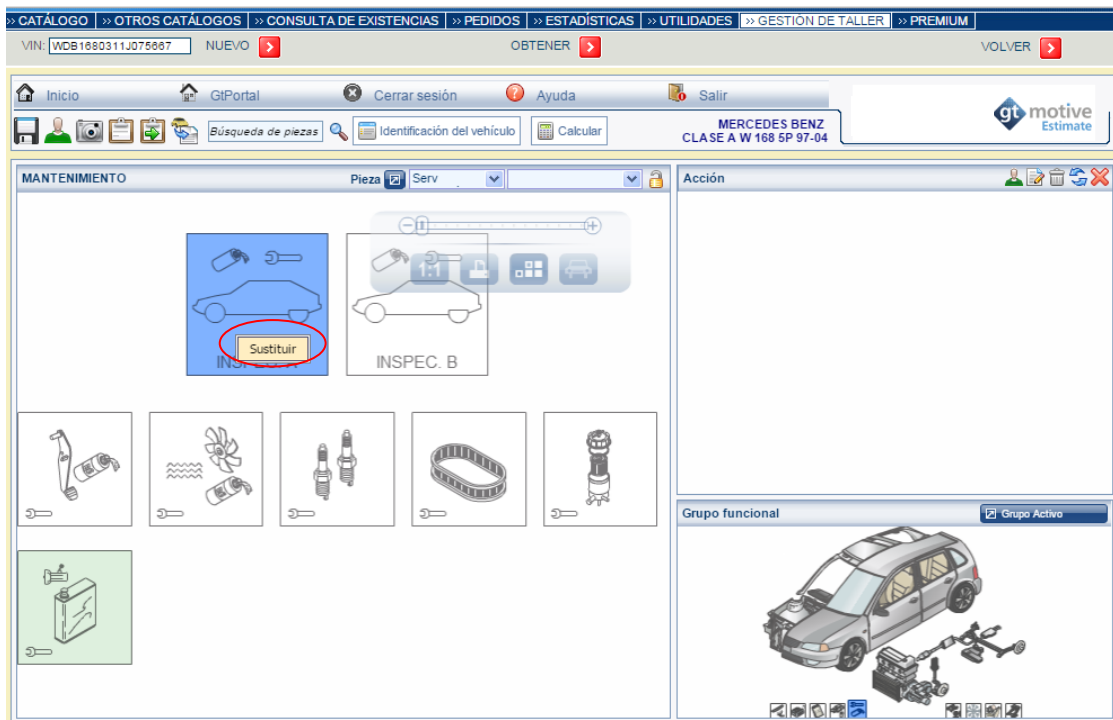 » CATÁLOGO » OTROS CATÁLOGOS » CONSULTA DE EXISTENCIAS » PEDIDOS » ESTADÍSTICAS » UTILIDADES » GESTIÓN DE TALLER » PREMIUM
VIN: WDB1680311J075667 NUEVO OBTENER VOLVER
Inicio GtPortal Cerrar sesión Ayuda Salir
gt motive
Estimate
Búsqueda de piezas Identificación del vehículo Calcular
MERCEDES BENZ
CLASE A W 168 5P 97-04
MANTENIMIENTO Pieza Serv
Acción
1:1
Sustituir
INSPEC. A
INSPEC. B
Grupo funcional Grupo Activo